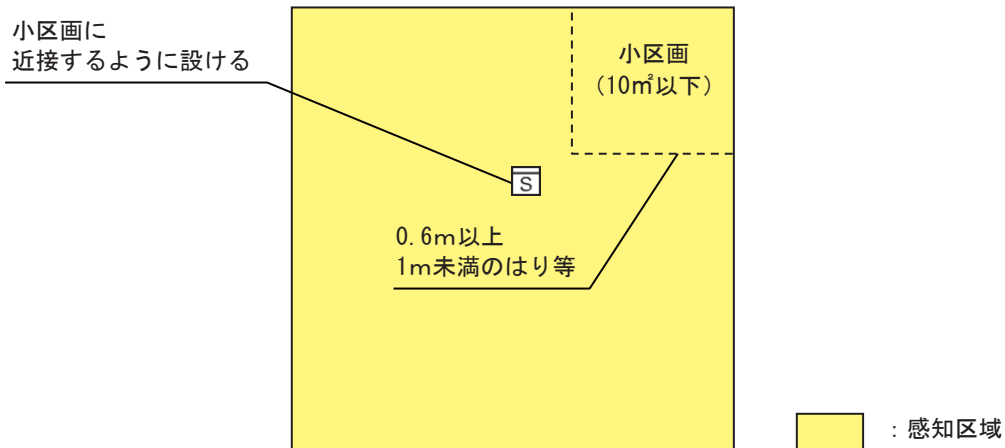 小区画に
近接するように設ける
小区画
（10㎡以下）
S
0.6ｍ以上
1ｍ未満のはり等
：感知区域